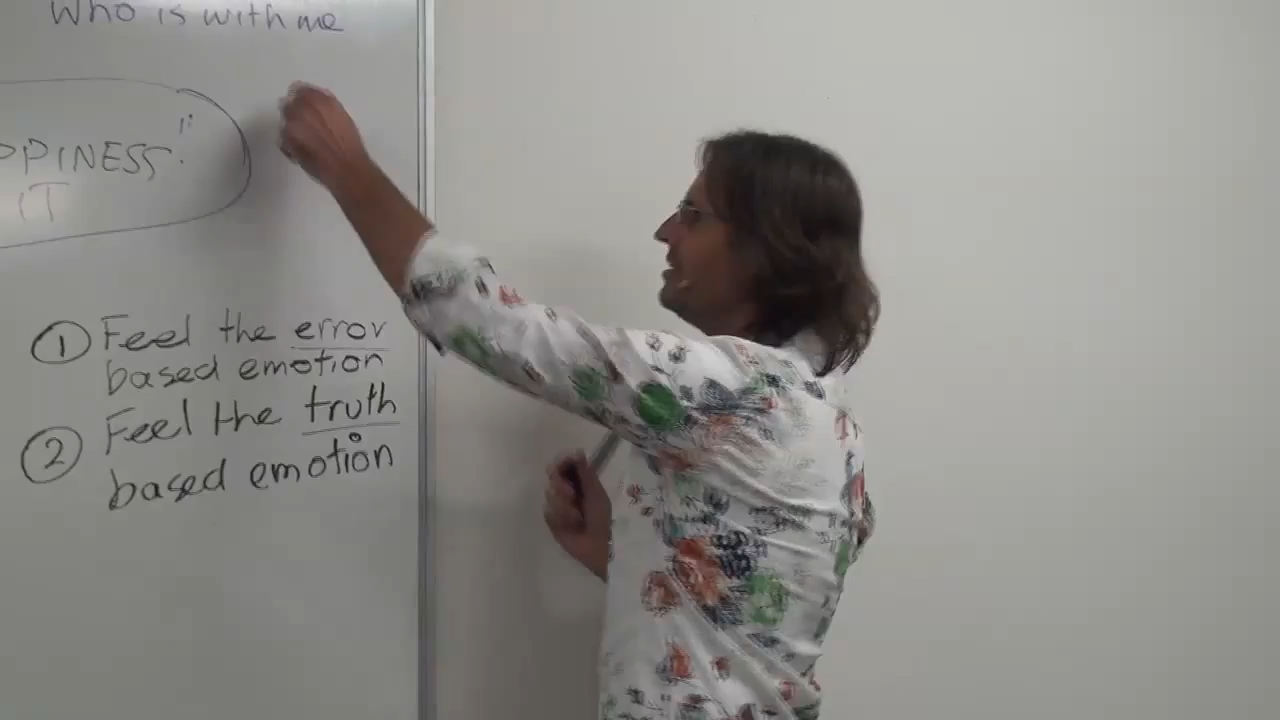 Who is with me
PPINESS!!
IT
① Feel the error
based emotion
② Feel the truth
based emotion